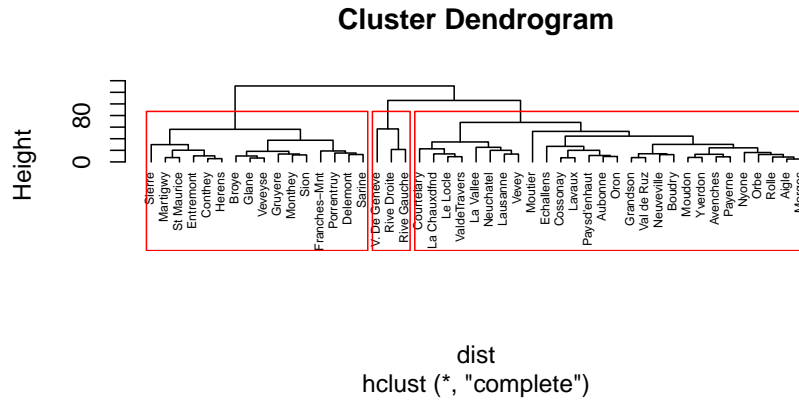 Cluster Dendrogram
Height
0
80
Sierre
Martigwy
St Maurice
Entremont
Conthey
Herens
Broye
Glane
Veveyse
Gruyere
Monthey
Sion
Franches-Mnt
Porrentruy
Delemont
Sarine
V. De Geneve
Rive Droite
Rive Gauche
Courtelary
La Chauxdfnd
Le Locle
ValdeTravers
La Vallee
Neuchatel
Lausanne
Vevey
Moutier
Echallens
Cossonay
Lavaux
Paysd'enhaut
Aubonne
Oron
Grandson
Val de Ruz
Neuveville
Boudry
Moudon
Yverdon
Avenches
Payerne
Nyone
Orbe
Rolle
Aigle
dist
hclust (*, "complete")